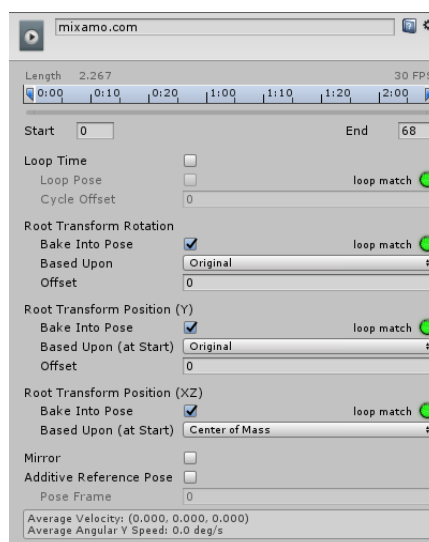 mixamo.com
Length 2.267 30 FPS
0:00 0:10 0:20 1:00 1:10 1:20 2:00
Start 0 End 68
Loop Time
Loop Pose loop match
Cycle Offset 0
Root Transform Rotation
Bake Into Pose loop match
Based Upon Original
Offset 0
Root Transform Position (Y)
Bake Into Pose loop match
Based Upon (at Start) Original
Offset 0
Root Transform Position (XZ)
Bake Into Pose loop match
Based Upon (at Start) Center of Mass
Mirror
Additive Reference Pose
Pose Frame 0
Average Velocity: (0.000, 0.000, 0.000)
Average Angular Y Speed: 0.0 deg/s